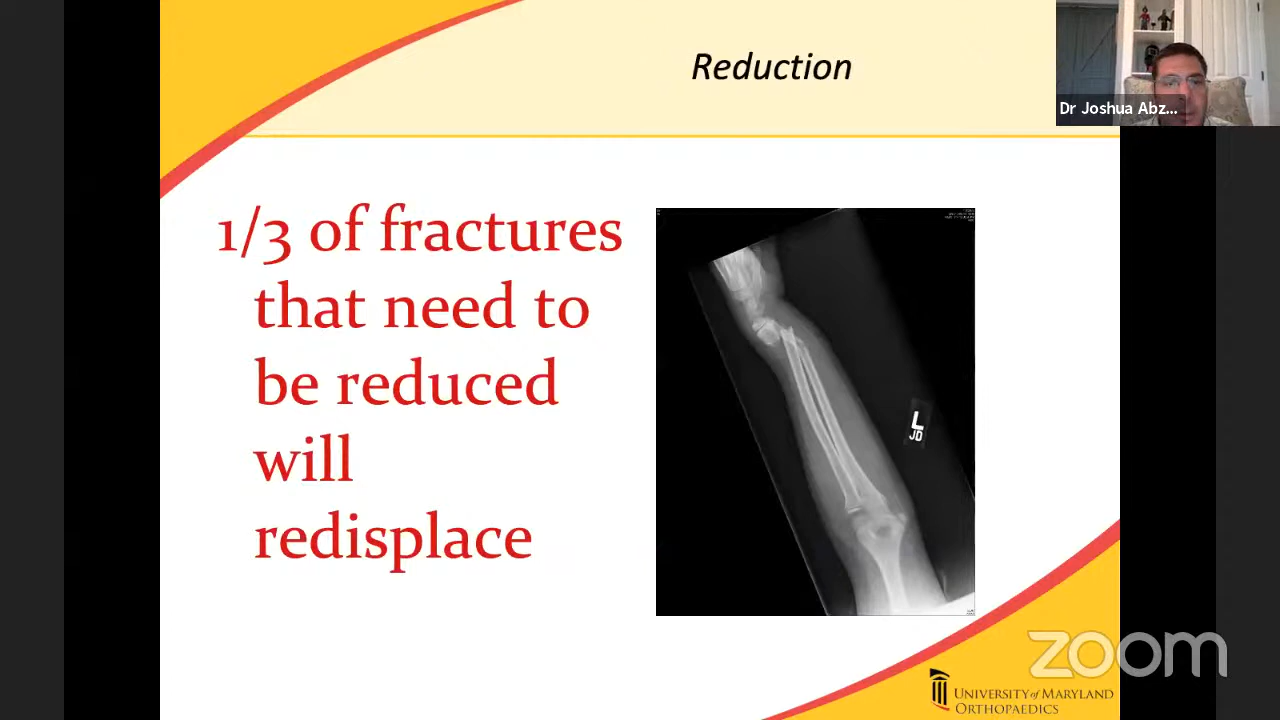 Reduction
Dr Joshua Abz...
1/3 of fractures
that need to
be reduced
will
redisplace
L
JD
zoom
UNIVERSITY of MARYLAND
ORTHOPAEDICS